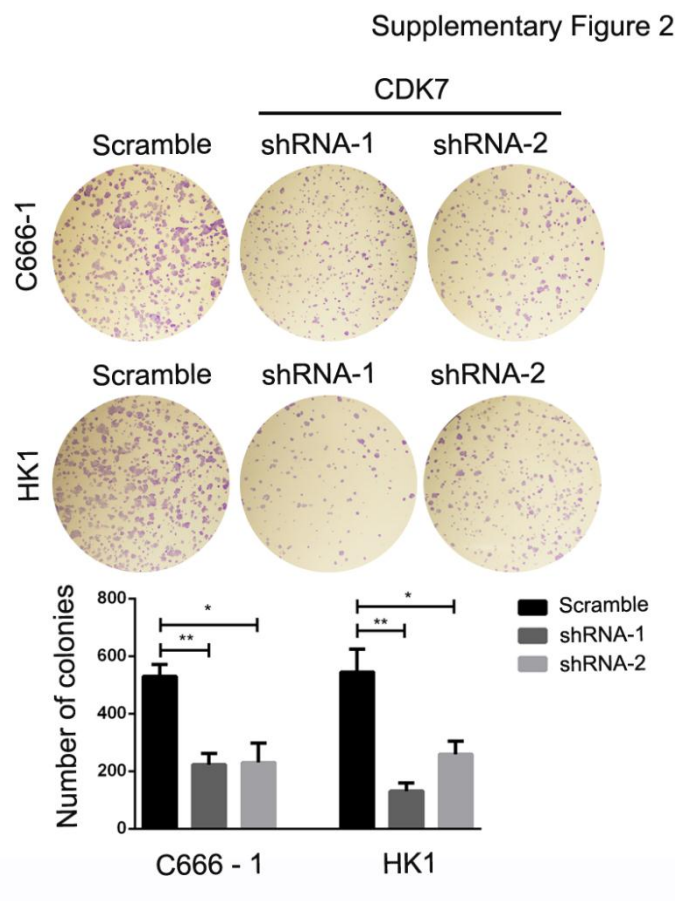 Supplementary Figure 2
CDK7
Scramble shRNA-1 shRNA-2
C666-1
Scramble shRNA-1 shRNA-2
HK1
Number of colonies
800
600
400
200
0
* **
* **
C666 - 1 HK1
Scramble
shRNA-1
shRNA-2